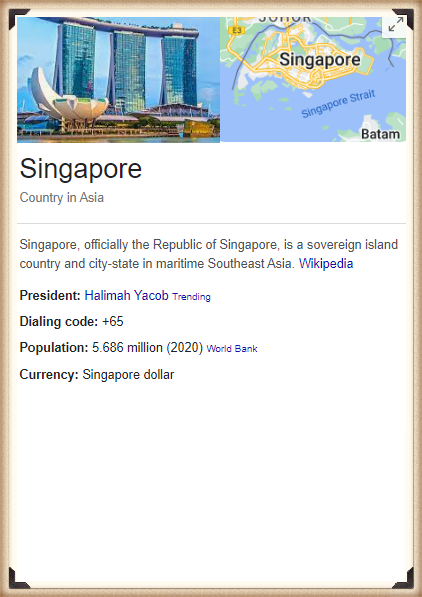 JOHOR
E3
Singapore
Singapore Strait
Batam
Singapore
Country in Asia
Singapore, officially the Republic of Singapore, is a sovereign island
country and city-state in maritime Southeast Asia. Wikipedia
President: Halimah Yacob Trending
Dialing code: +65
Population: 5.686 million (2020) World Bank
Currency: Singapore dollar